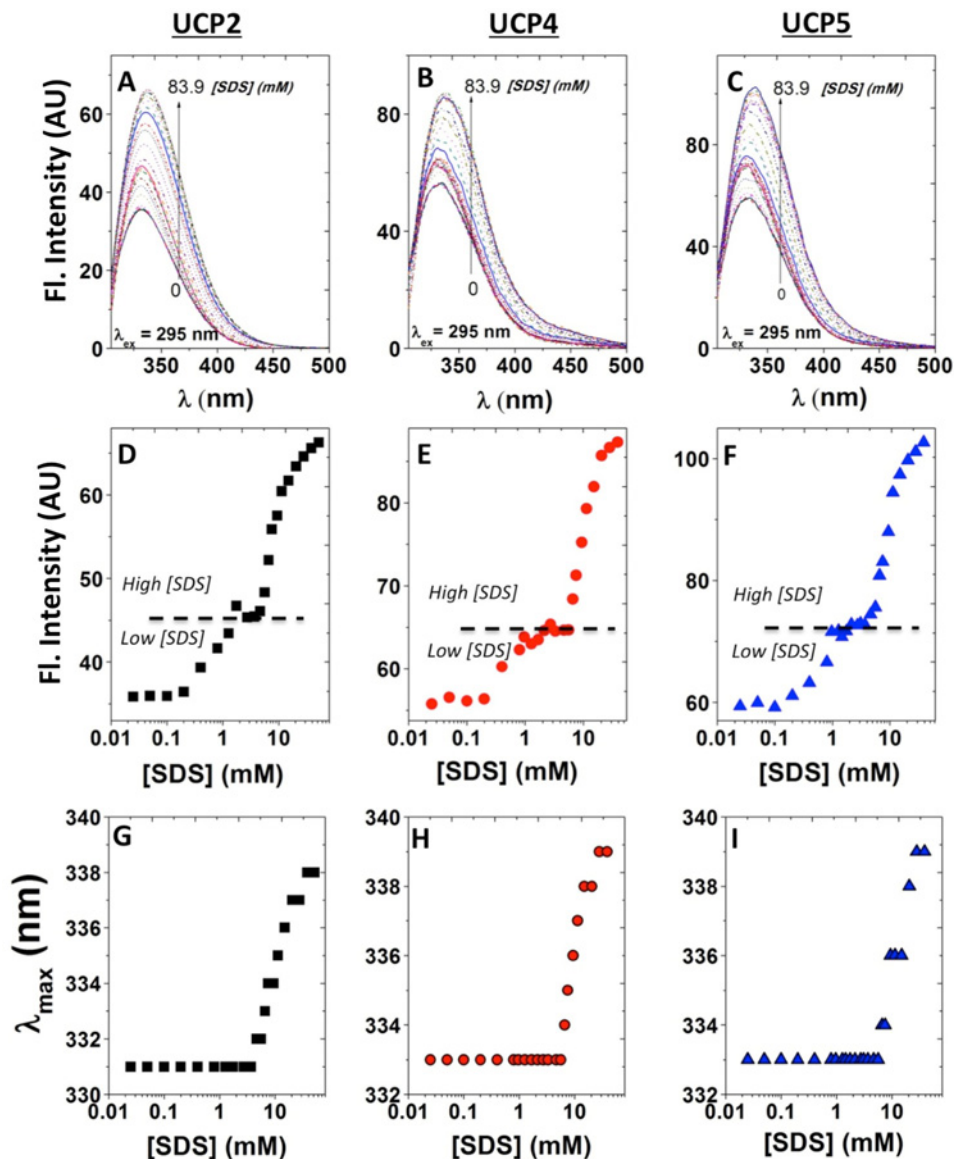 UCP2 UCP4 UCP5
A 83.9 [SDS] (mM) B 83.9 [SDS] (mM) C 83.9 [SDS] (mM)
Fl. Intensity (AU)
60
40
20
0
80
40
0
80
40
0
0 0 0
λex = 295 nm λex = 295 nm λex = 295 nm
350 400 450 500 350 400 450 500 350 400 450 500
λ (nm) λ (nm) λ (nm)
D E F
Fl. Intensity (AU)
60
50
40
80
70
60
100
80
60
High [SDS] High [SDS] High [SDS]
Low [SDS] Low [SDS] Low [SDS]
0.01 0.1 1 10 0.01 0.1 1 10 0.01 0.1 1 10
[SDS] (mM) [SDS] (mM) [SDS] (mM)
G H I
λmax (nm)
340
338
336
334
332
330
340
338
336
334
332
340
338
336
334
332
0.01 0.1 1 10 0.01 0.1 1 10 0.01 0.1 1 10
[SDS] (mM) [SDS] (mM) [SDS] (mM)